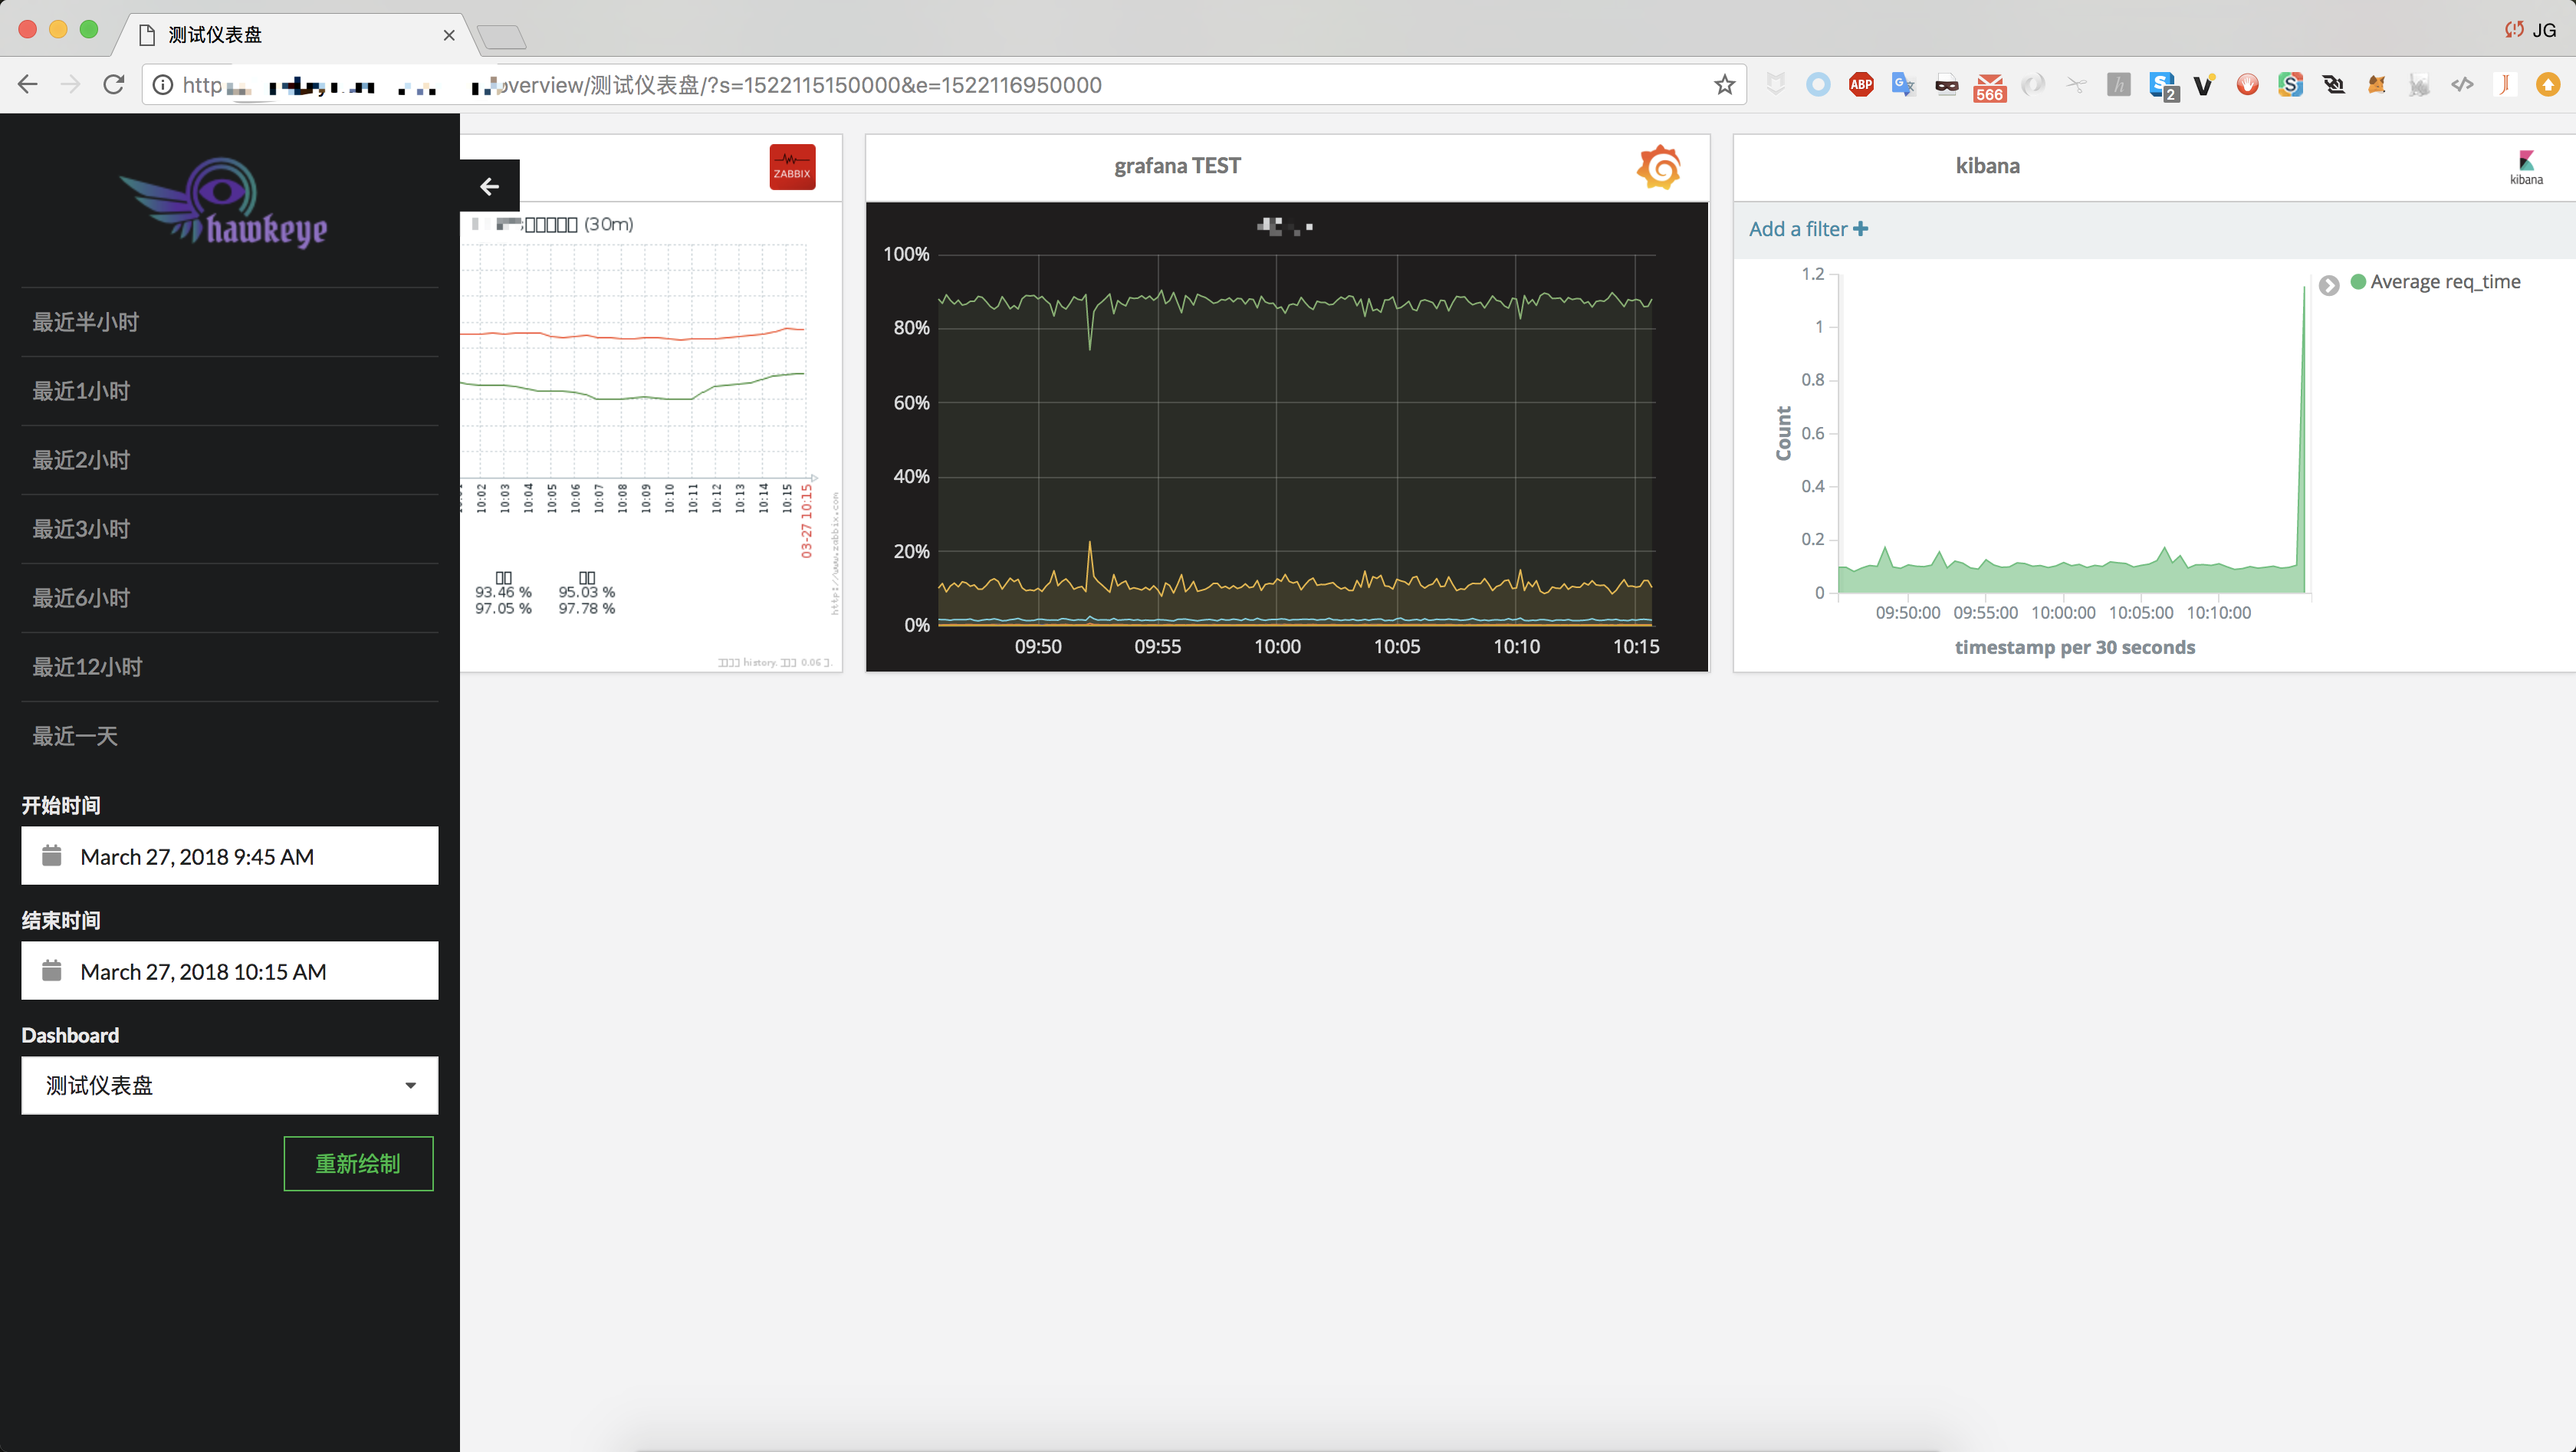 测试仪表盘
JG
http
overview/测试仪表盘/?s=1522115150000&e=1522116950000
ABP
566
2
hawkeye
最近半小时
最近1小时
最近2小时
最近3小时
最近6小时
最近12小时
最近一天
开始时间
March 27, 2018 9:45 AM
结束时间
March 27, 2018 10:15 AM
Dashboard
测试仪表盘
重新绘制
ZABBIX
(30m)
10:02
10:03
10:04
10:05
10:06
10:07
10:08
10:09
10:10
10:11
10:12
10:13
10:14
10:15
03-27 10:15
http://www.zabbix.com
93.46 % 95.03 %
97.05 % 97.78 %
history. 0.06
grafana TEST
100%
80%
60%
40%
20%
0%
09:50 09:55 10:00 10:05 10:10 10:15
kibana
kibana
Add a filter
Average req_time
1.2
1
0.8
0.6
0.4
0.2
0
Count
09:50:00 09:55:00 10:00:00 10:05:00 10:10:00
timestamp per 30 seconds